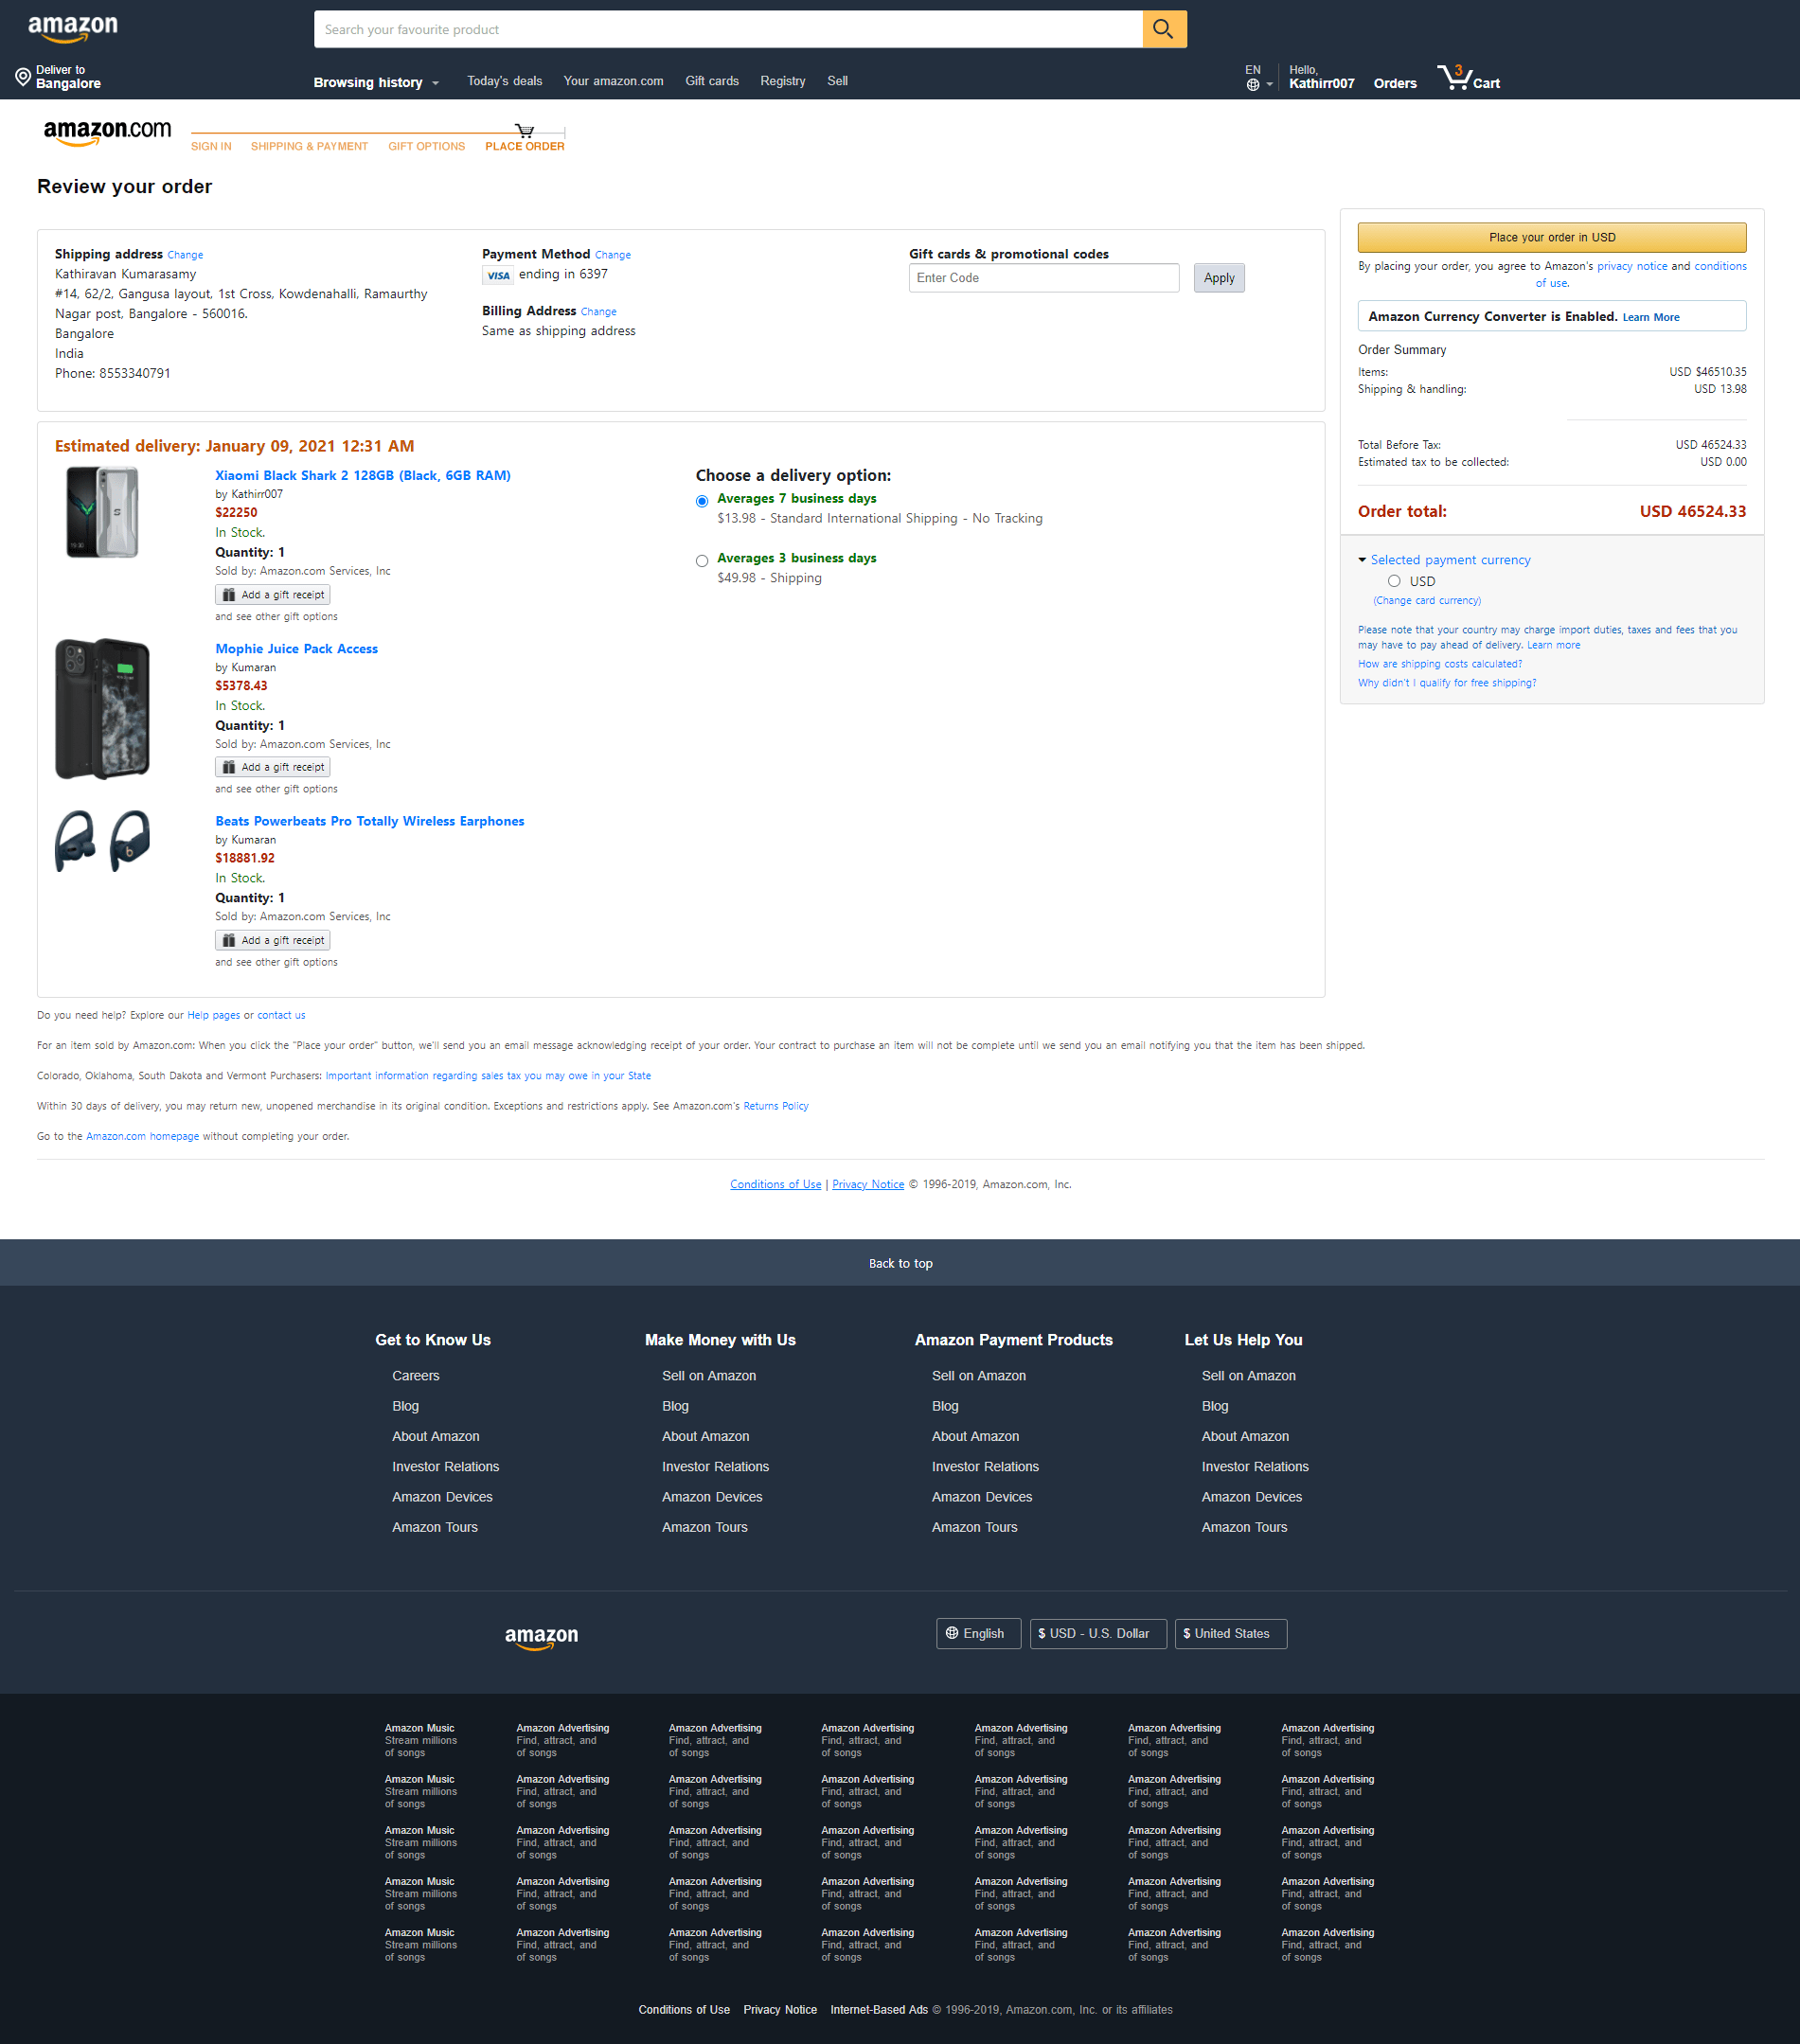 amazon
Search your favourite product
Deliver to
Bangalore
Browsing history
Today's deals
Your amazon.com
Gift cards
Registry
Sell
EN
Hello,
Kathirr007
Orders
3
Cart
amazon.com
SIGN IN
SHIPPING & PAYMENT
GIFT OPTIONS
PLACE ORDER
Review your order
Shipping address Change
Kathiravan Kumarasamy
#14, 62/2, Gangusa layout, 1st Cross, Kowdenahalli, Ramaurthy
Nagar post, Bangalore - 560016.
Bangalore
India
Phone: 8553340791
Payment Method Change
VISA ending in 6397
Billing Address Change
Same as shipping address
Gift cards & promotional codes
Enter Code
Apply
Place your order in USD
By placing your order, you agree to Amazon's privacy notice and conditions
of use.
Amazon Currency Converter is Enabled. Learn More
Order Summary
Items: USD $46510.35
Shipping & handling: USD 13.98
Total Before Tax: USD 46524.33
Estimated tax to be collected: USD 0.00
Order total: USD 46524.33
Selected payment currency
USD
(Change card currency)
Please note that your country may charge import duties, taxes and fees that you
may have to pay ahead of delivery. Learn more
How are shipping costs calculated?
Why didn't I qualify for free shipping?
Estimated delivery: January 09, 2021 12:31 AM
Xiaomi Black Shark 2 128GB (Black, 6GB RAM)
by Kathirr007
$22250
In Stock.
Quantity: 1
Sold by: Amazon.com Services, Inc
Add a gift receipt
and see other gift options
Choose a delivery option:
Averages 7 business days
$13.98 - Standard International Shipping - No Tracking
Averages 3 business days
$49.98 - Shipping
Mophie Juice Pack Access
by Kumaran
$5378.43
In Stock.
Quantity: 1
Sold by: Amazon.com Services, Inc
Add a gift receipt
and see other gift options
Beats Powerbeats Pro Totally Wireless Earphones
by Kumaran
$18881.92
In Stock.
Quantity: 1
Sold by: Amazon.com Services, Inc
Add a gift receipt
and see other gift options
Do you need help? Explore our Help pages or contact us
For an item sold by Amazon.com: When you click the "Place your order" button, we'll send you an email message acknowledging receipt of your order. Your contract to purchase an item will not be complete until we send you an email notifying you that the item has been shipped.
Colorado, Oklahoma, South Dakota and Vermont Purchasers: Important information regarding sales tax you may owe in your State
Within 30 days of delivery, you may return new, unopened merchandise in its original condition. Exceptions and restrictions apply. See Amazon.com's Returns Policy
Go to the Amazon.com homepage without completing your order.
Conditions of Use | Privacy Notice © 1996-2019, Amazon.com, Inc.
Back to top
Get to Know Us
Careers
Blog
About Amazon
Investor Relations
Amazon Devices
Amazon Tours
Make Money with Us
Sell on Amazon
Blog
About Amazon
Investor Relations
Amazon Devices
Amazon Tours
Amazon Payment Products
Sell on Amazon
Blog
About Amazon
Investor Relations
Amazon Devices
Amazon Tours
Let Us Help You
Sell on Amazon
Blog
About Amazon
Investor Relations
Amazon Devices
Amazon Tours
amazon
English
$ USD - U.S. Dollar
$ United States
Amazon Music Amazon Advertising Amazon Advertising Amazon Advertising Amazon Advertising Amazon Advertising Amazon Advertising
Stream millions Find, attract, and Find, attract, and Find, attract, and Find, attract, and Find, attract, and Find, attract, and
of songs of songs of songs of songs of songs of songs of songs
Amazon Music Amazon Advertising Amazon Advertising Amazon Advertising Amazon Advertising Amazon Advertising Amazon Advertising
Stream millions Find, attract, and Find, attract, and Find, attract, and Find, attract, and Find, attract, and Find, attract, and
of songs of songs of songs of songs of songs of songs of songs
Amazon Music Amazon Advertising Amazon Advertising Amazon Advertising Amazon Advertising Amazon Advertising Amazon Advertising
Stream millions Find, attract, and Find, attract, and Find, attract, and Find, attract, and Find, attract, and Find, attract, and
of songs of songs of songs of songs of songs of songs of songs
Amazon Music Amazon Advertising Amazon Advertising Amazon Advertising Amazon Advertising Amazon Advertising Amazon Advertising
Stream millions Find, attract, and Find, attract, and Find, attract, and Find, attract, and Find, attract, and Find, attract, and
of songs of songs of songs of songs of songs of songs of songs
Amazon Music Amazon Advertising Amazon Advertising Amazon Advertising Amazon Advertising Amazon Advertising Amazon Advertising
Stream millions Find, attract, and Find, attract, and Find, attract, and Find, attract, and Find, attract, and Find, attract, and
of songs of songs of songs of songs of songs of songs of songs
Conditions of Use Privacy Notice Internet-Based Ads © 1996-2019, Amazon.com, Inc. or its affiliates